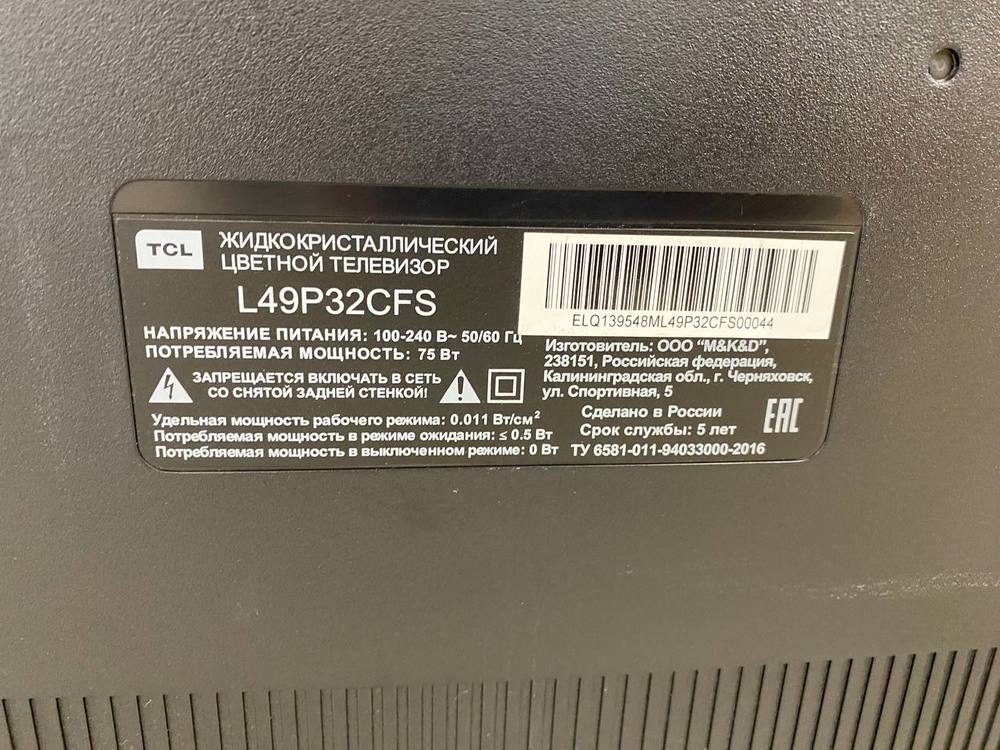 TCL
ЖИДКОКРИСТАЛЛИЧЕСКИЙ
ЦВЕТНОЙ ТЕЛЕВИЗОР
L49P32CFS
НАПРЯЖЕНИЕ ПИТАНИЯ: 100-240 В~ 50/60 Гц
ПОТРЕБЛЯЕМАЯ МОЩНОСТЬ: 75 Вт
ЗАПРЕЩАЕТСЯ ВКЛЮЧАТЬ В СЕТЬ
СО СНЯТОЙ ЗАДНЕЙ СТЕНКОЙ!
Удельная мощность рабочего режима: 0.011 Вт/см²
Потребляемая мощность в режиме ожидания: ≤ 0.5 Вт
Потребляемая мощность в выключенном режиме: 0 Вт
ELQ139548ML49P32CFS00044
Изготовитель: ООО “M&K&D”,
238151, Российская федерация,
Калининградская обл., г. Черняховск,
ул. Спортивная, 5
Сделано в России
Срок службы: 5 лет
EAC
ТУ 6581-011-94033000-2016